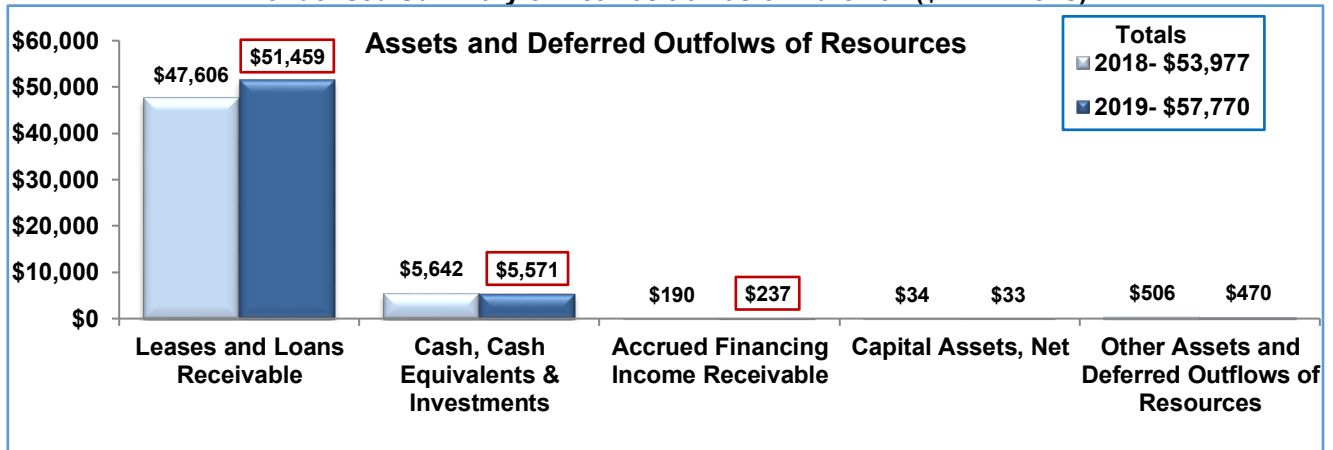 Assets and Deferred Outfolws of Resources
Totals
2018- $53,977
2019- $57,770
$60,000
$50,000
$40,000
$30,000
$20,000
$10,000
$0
$47,606
$51,459
$5,642
$5,571
$190
$237
$34
$33
$506
$470
Leases and Loans
Receivable
Cash, Cash
Equivalents &
Investments
Accrued Financing
Income Receivable
Capital Assets, Net
Other Assets and
Deferred Outflows of
Resources